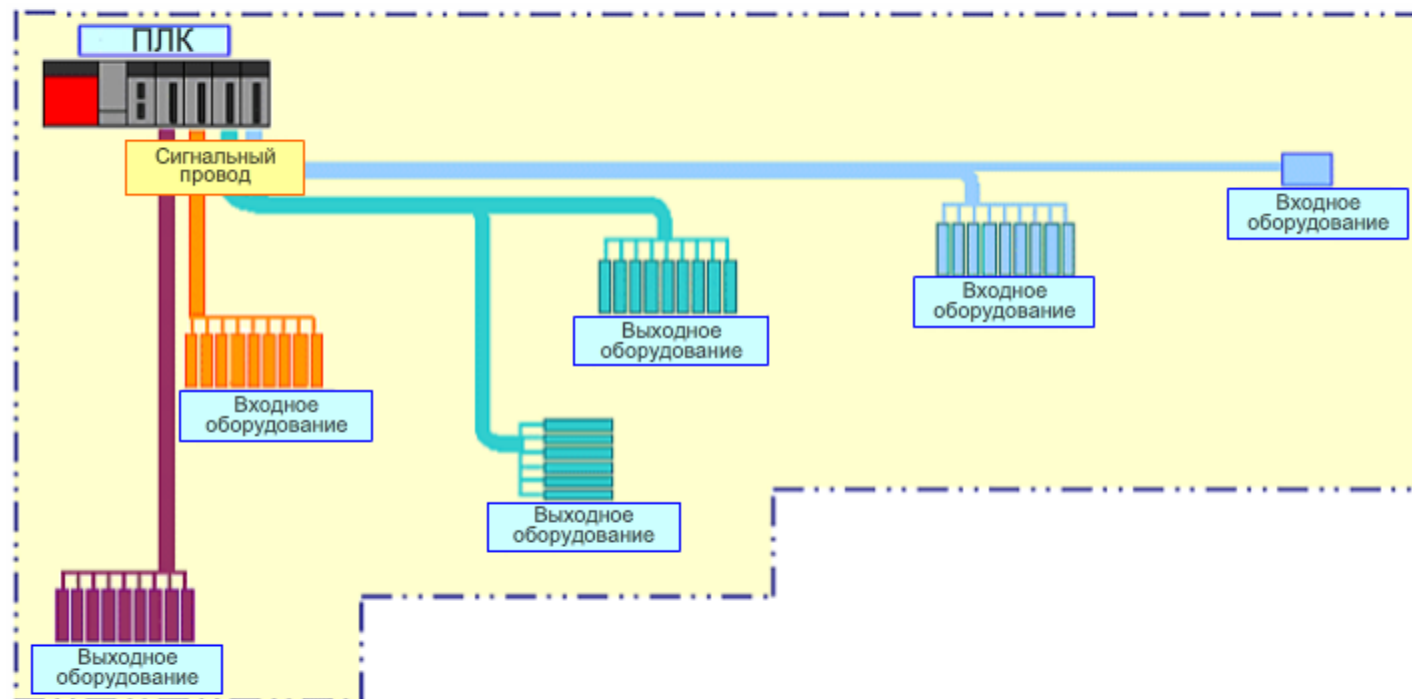 ПЛК
Сигнальный
провод
Входное
оборудование
Входное
оборудование
Выходное
оборудование
Входное
оборудование
Выходное
оборудование
Выходное
оборудование